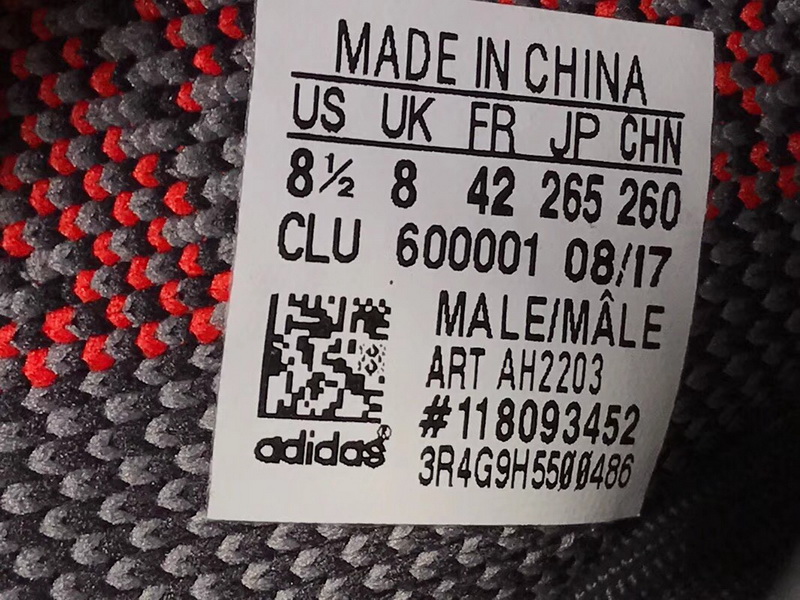 MADE IN CHINA
US UK FR JP CHN
8½ 8 42 265 260
CLU 600001 08/17
MALE/MÂLE
ART AH2203
#118093452
3R4G9H5500486
adidas®